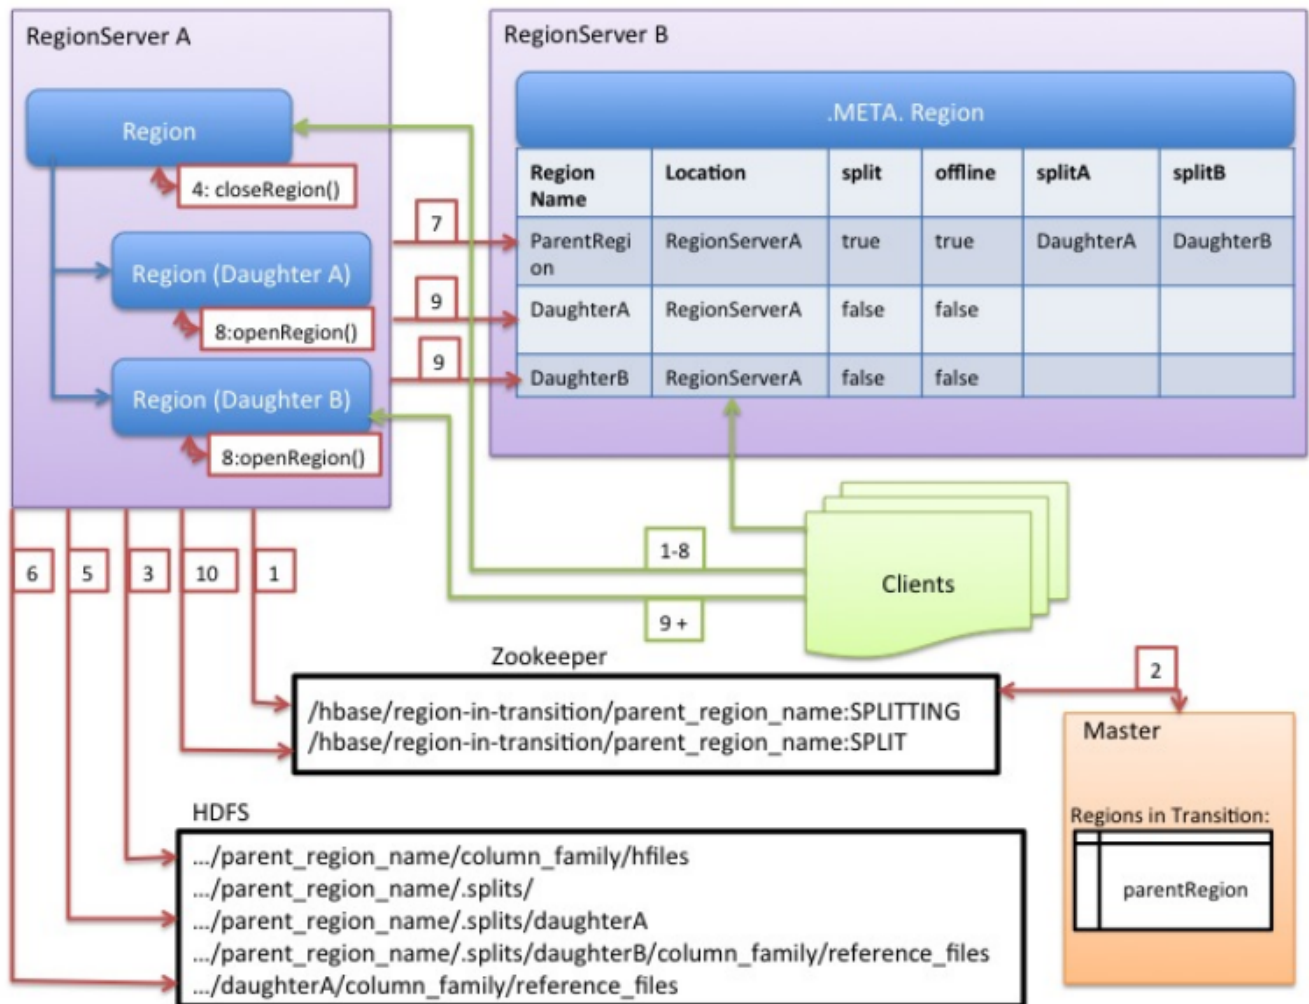 RegionServer A
Region
4: closeRegion()
Region (Daughter A)
8:openRegion()
Region (Daughter B)
8:openRegion()
7
9
9
RegionServer B
.META. Region
Region Name
Location
split
offline
splitA
splitB
ParentRegi
on
RegionServerA
true
true
DaughterA
DaughterB
DaughterA
RegionServerA
false
false
DaughterB
RegionServerA
false
false
6
5
3
10
1
1-8
9 +
Clients
2
Zookeeper
/hbase/region-in-transition/parent_region_name:SPLITTING
/hbase/region-in-transition/parent_region_name:SPLIT
Master
Regions in Transition:
parentRegion
HDFS
.../parent_region_name/column_family/hfiles
.../parent_region_name/.splits/
.../parent_region_name/.splits/daughterA
.../parent_region_name/.splits/daughterB/column_family/reference_files
.../daughterA/column_family/reference_files